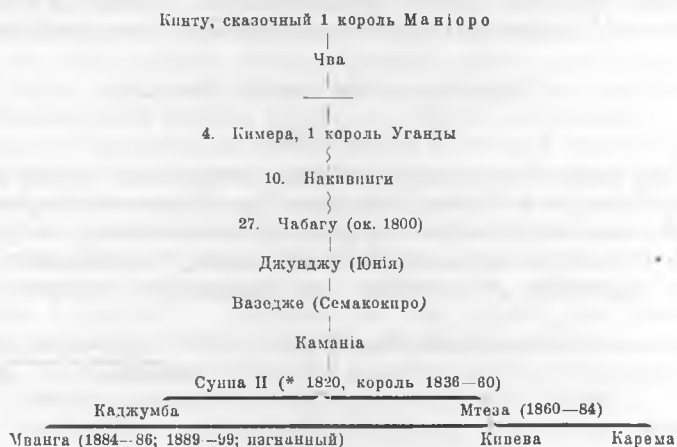 Кинту, сказочный 1 король Маніоро
Чва
4. Кимера, 1 король Уганды
10. Накивинги
27. Чабагу (ок. 1800)
Джунджу (Юнія)
Вазедже (Семакокиро)
Каманіа
Сунна II (* 1820, король 1836—60)
Каджумба Мтеза (1860—84)
Мванга (1884—86; 1889—99; изгнанный) Кивева Карема